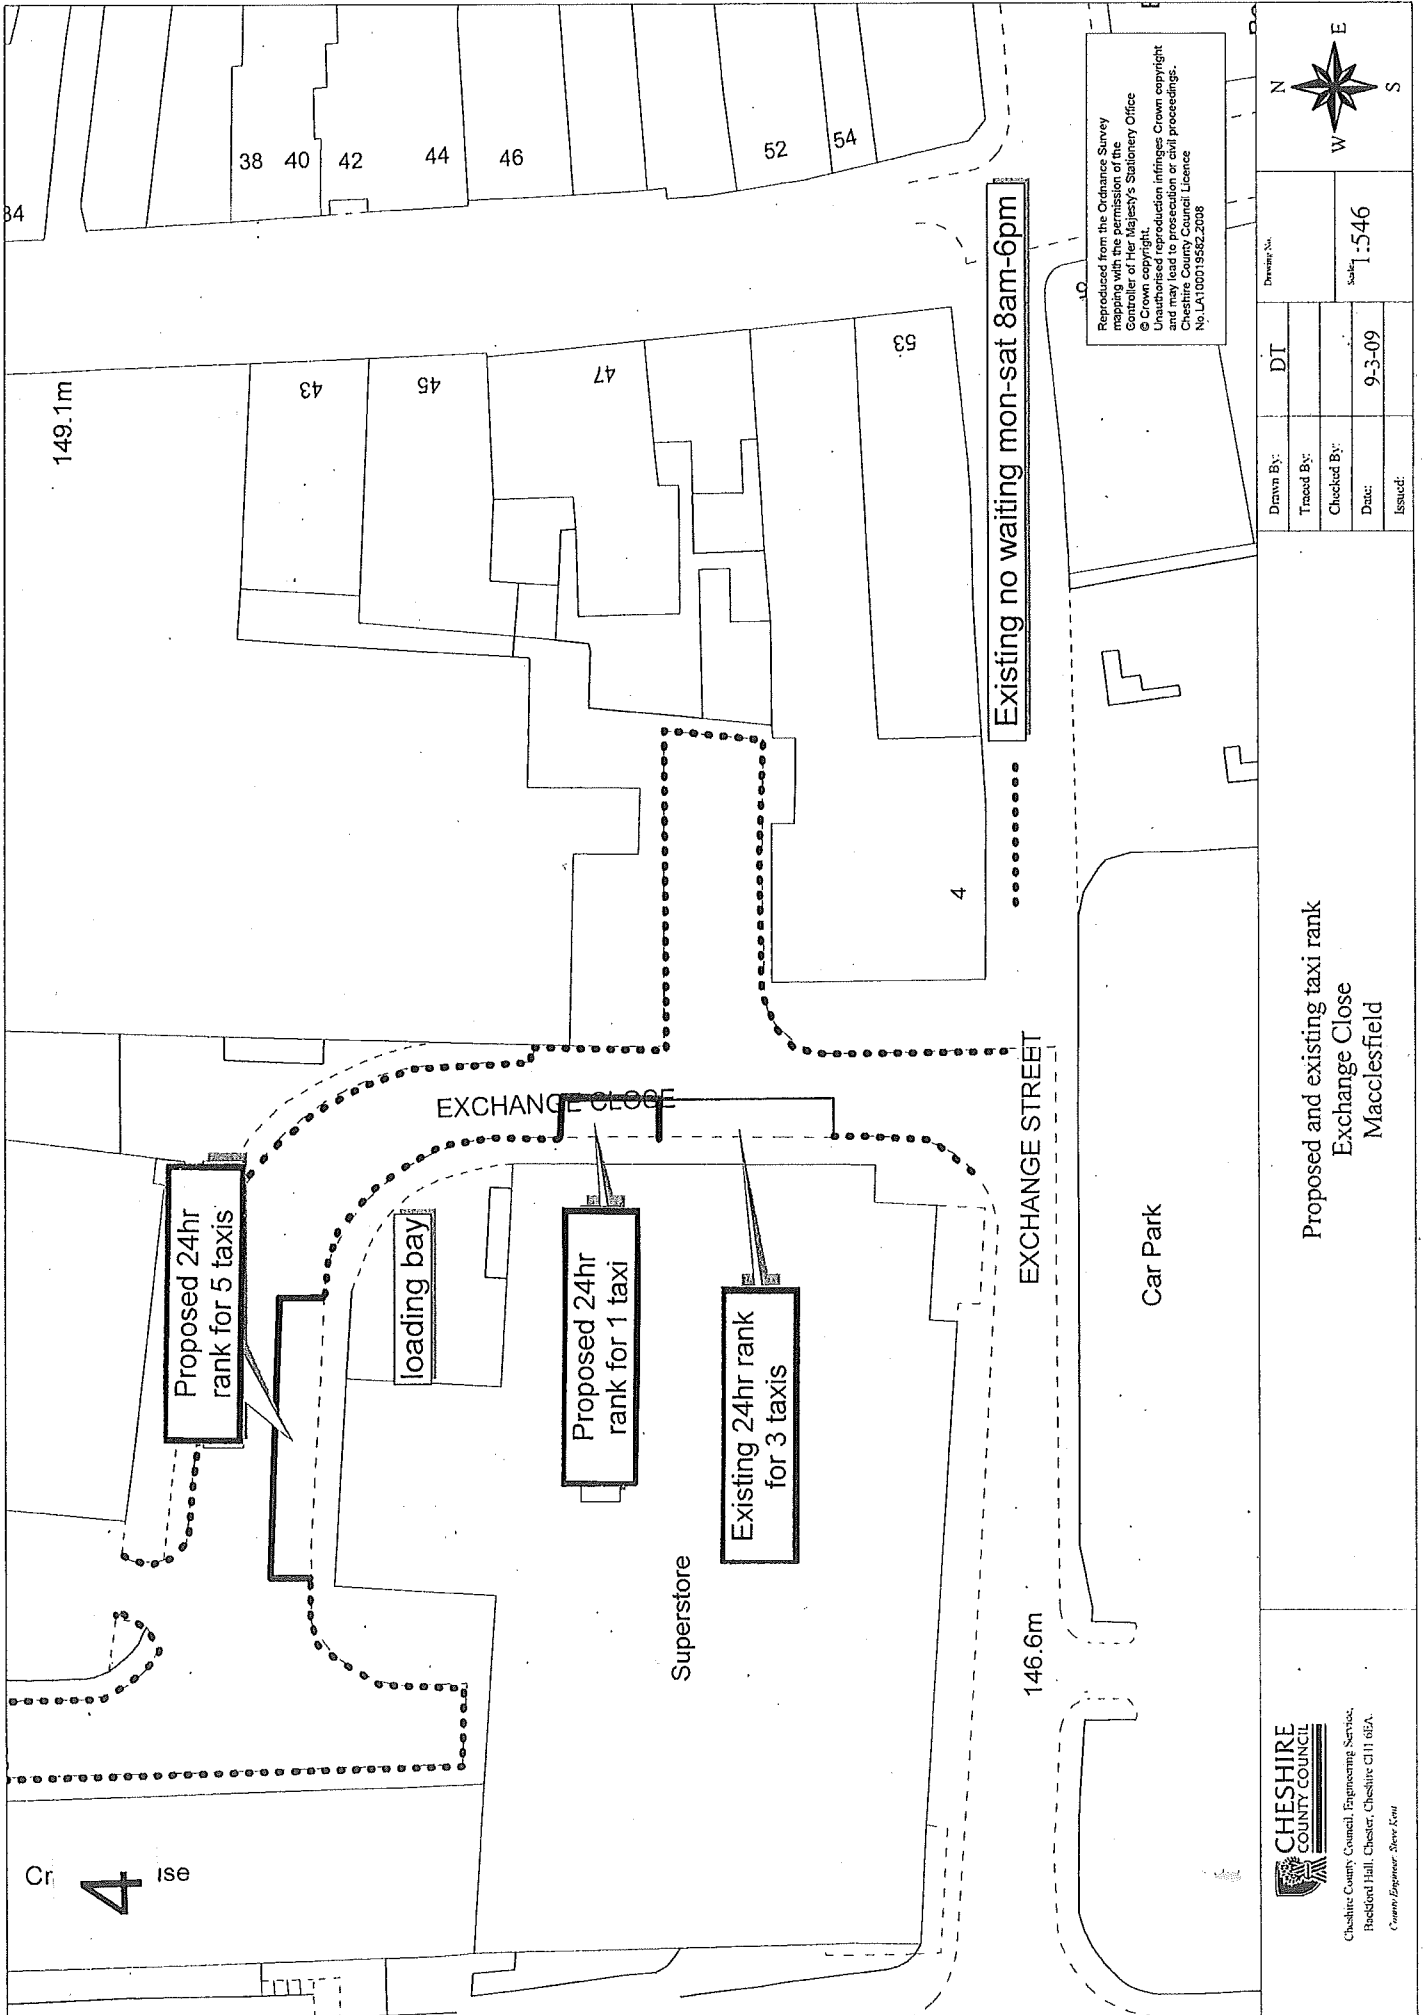 Cr
4
ise
149.1m
34
38
40
42
44
46
52
54
43
45
47
53
4
Proposed 24hr
rank for 5 taxis
loading bay
EXCHANGE CLOSE
Proposed 24hr
rank for 1 taxi
Existing 24hr rank
for 3 taxis
Superstore
Existing no waiting mon-sat 8am-6pm
EXCHANGE STREET
146.6m
Car Park
Reproduced from the Ordnance Survey
mapping with the permission of the
Controller of Her Majesty's Stationery Office
© Crown copyright.
Unauthorised reproduction infringes Crown copyright
and may lead to prosecution or civil proceedings.
Cheshire County Council Licence
No.LA100019582.2008
CHESHIRE
COUNTY COUNCIL
Cheshire County Council, Engineering Service,
Backford Hall, Chester, Cheshire CH1 6EA.
County Engineer: Steve Kent
Proposed and existing taxi rank
Exchange Close
Macclesfield
Drawn By: DT
Traced By:
Checked By:
Date: 9-3-09
Issued:
Drawing No.
Scale: 1:546
N
W
E
S